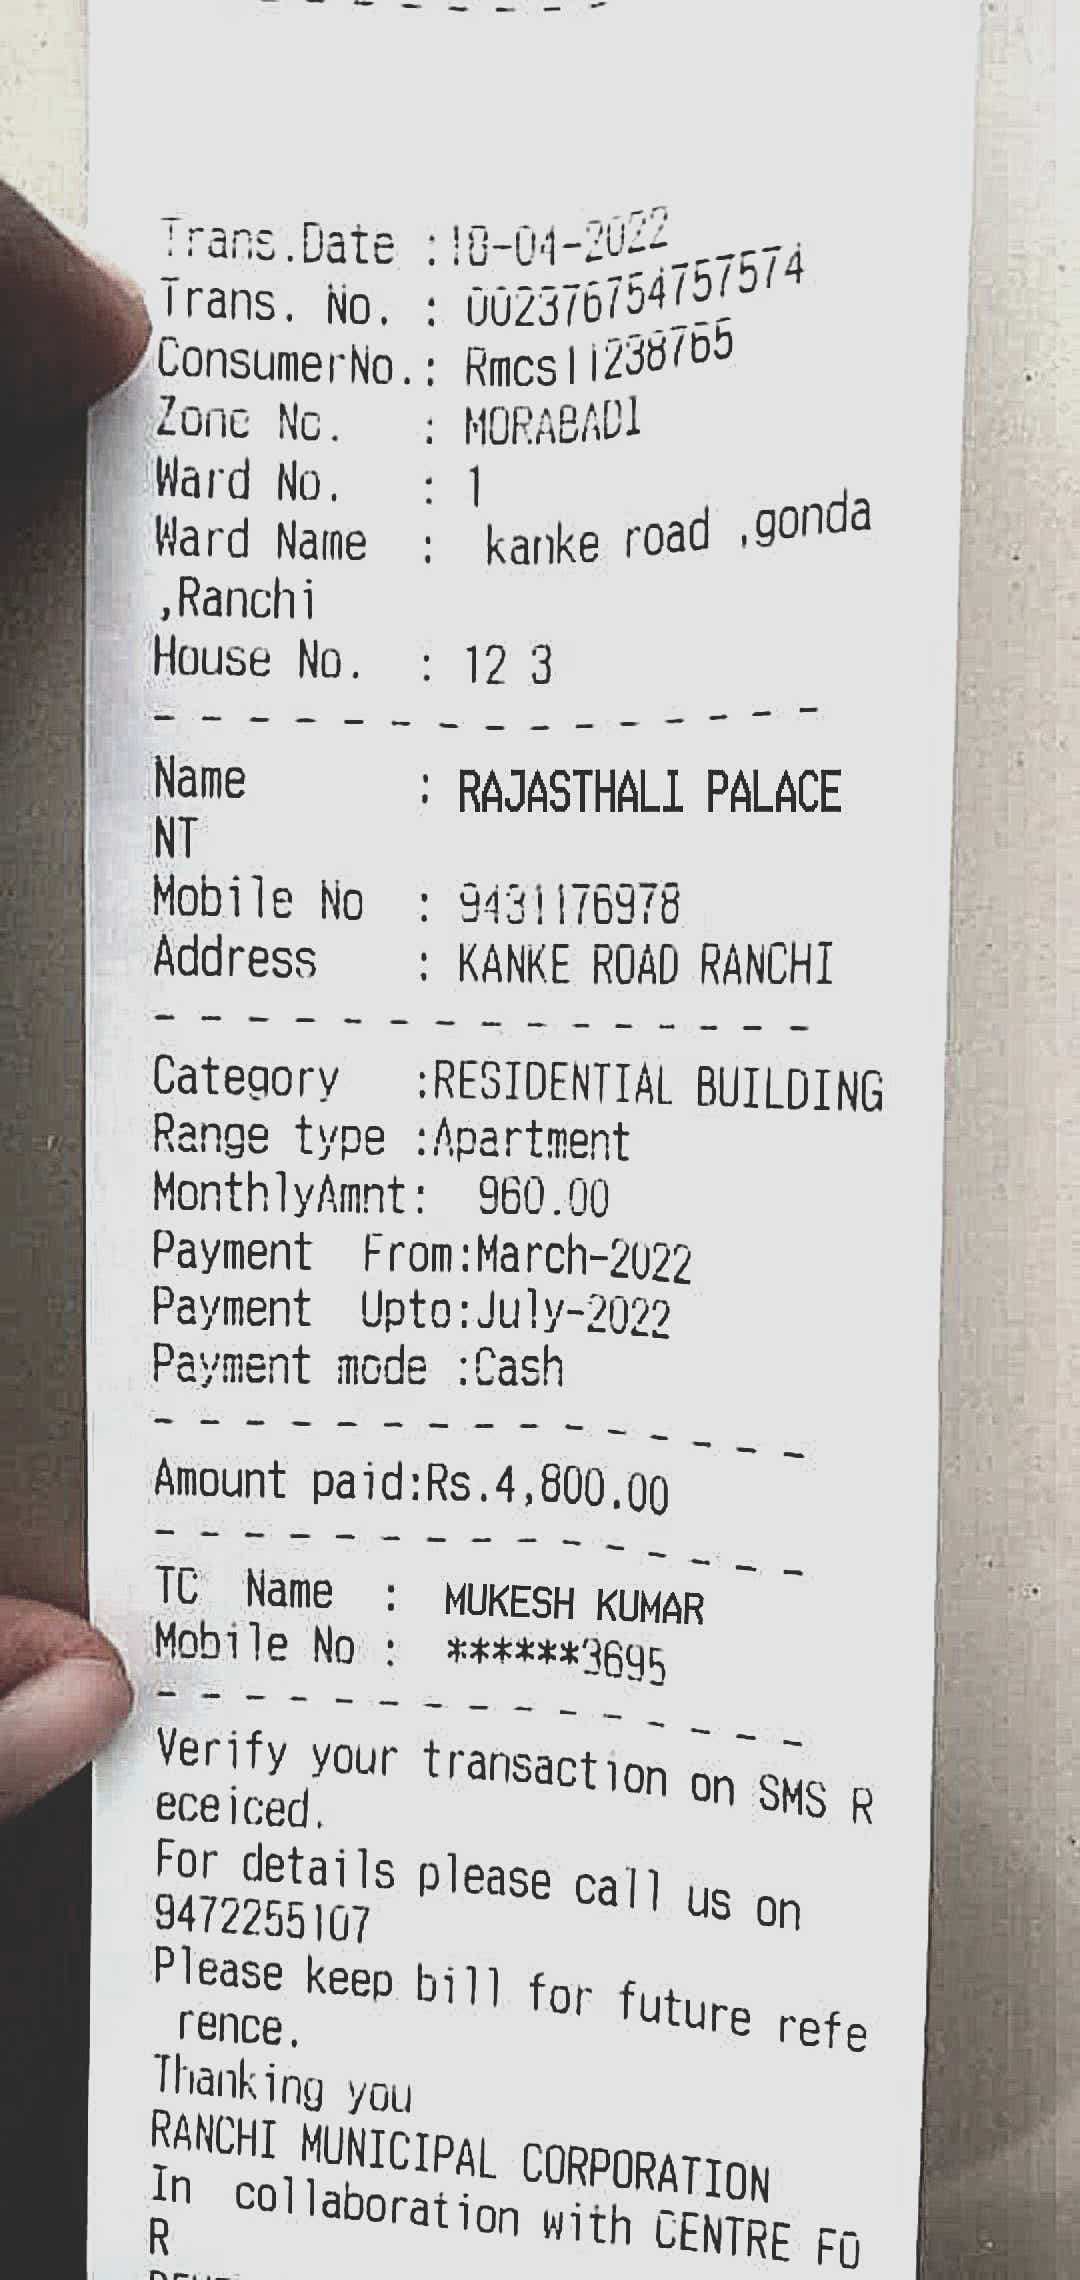 Trans.Date :18-04-2022
Trans. No. : 002376754757574
ConsumerNo.: Rmcs11238765
Zone No. : MORABADI
Ward No. : 1
Ward Name : kanke road ,gonda
,Ranchi
House No. : 12 3
Name : RAJASTHALI PALACE
NT
Mobile No : 9431176978
Address : KANKE ROAD RANCHI
Category :RESIDENTIAL BUILDING
Range type :Apartment
MonthlyAmnt: 960.00
Payment From:March-2022
Payment Upto:July-2022
Payment mode :Cash
Amount paid:Rs.4,800.00
TC Name : MUKESH KUMAR
Mobile No : ******3695
Verify your transaction on SMS R
eceiced.
For details please call us on
9472255107
Please keep bill for future refe
rence.
Thanking you
RANCHI MUNICIPAL CORPORATION
In collaboration with CENTRE FO
R